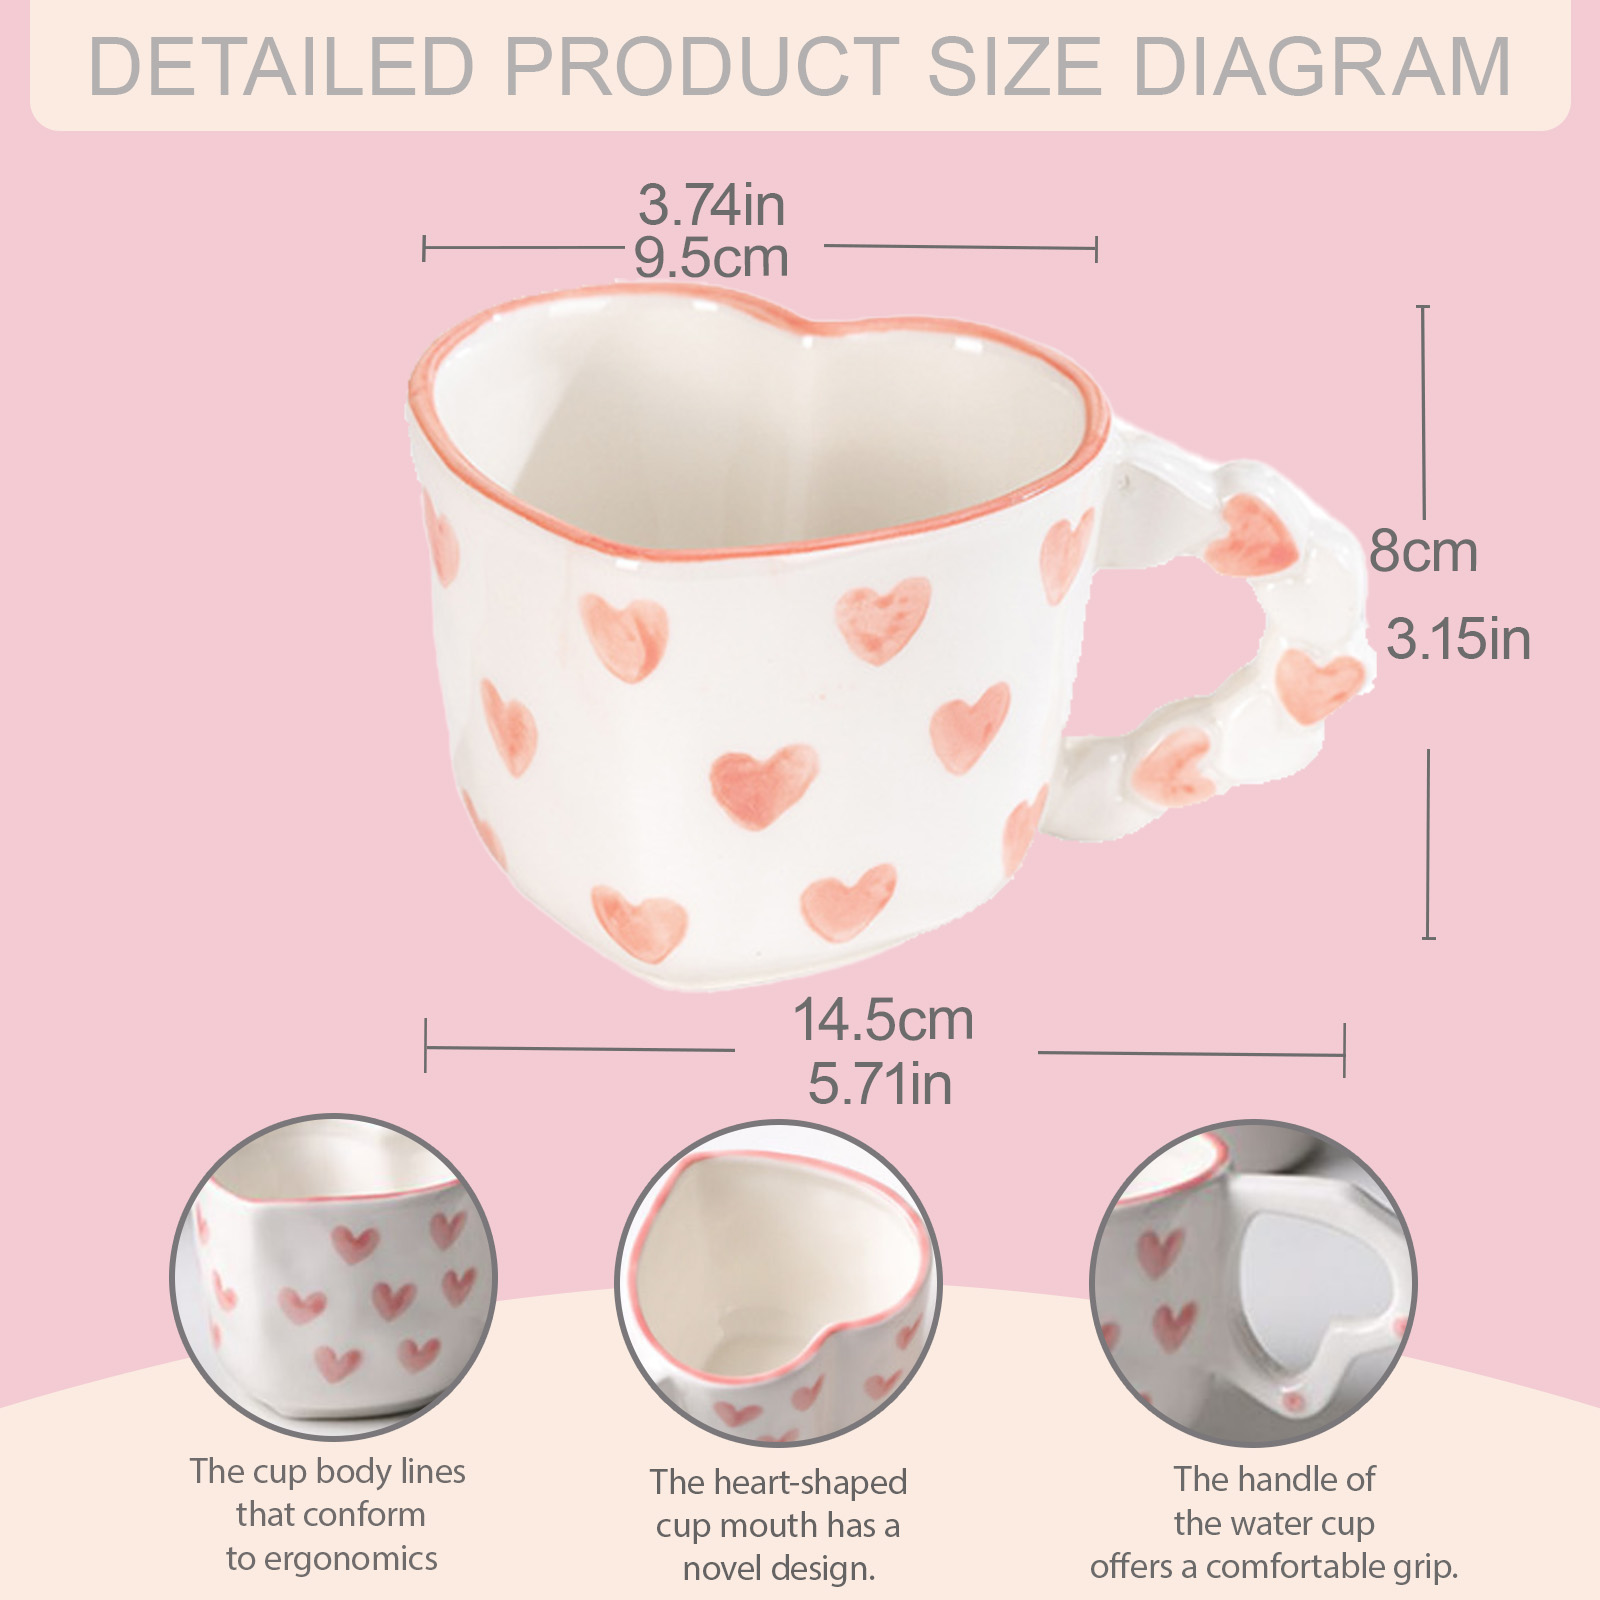 DETAILED PRODUCT SIZE DIAGRAM
3.74in
9.5cm
8cm
3.15in
14.5cm
5.71in
The cup body lines
that conform
to ergonomics
The heart-shaped
cup mouth has a
novel design.
The handle of
the water cup
offers a comfortable grip.